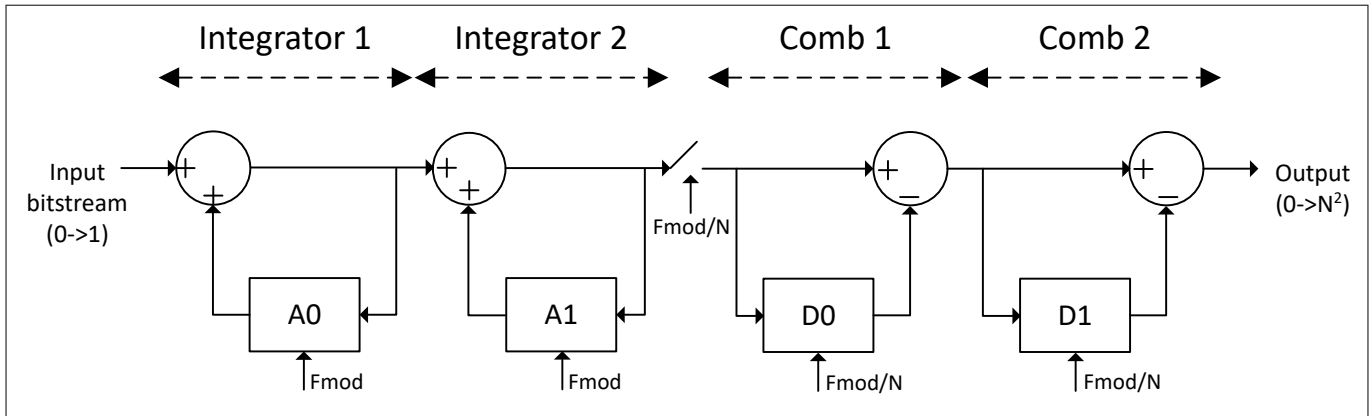 Integrator 1
Integrator 2
Comb 1
Comb 2
Input
bitstream
(0->1)
+
+
+
+
Fmod/N
+
−
+
−
Output
(0->N²)
A0
A1
D0
D1
Fmod
Fmod
Fmod/N
Fmod/N